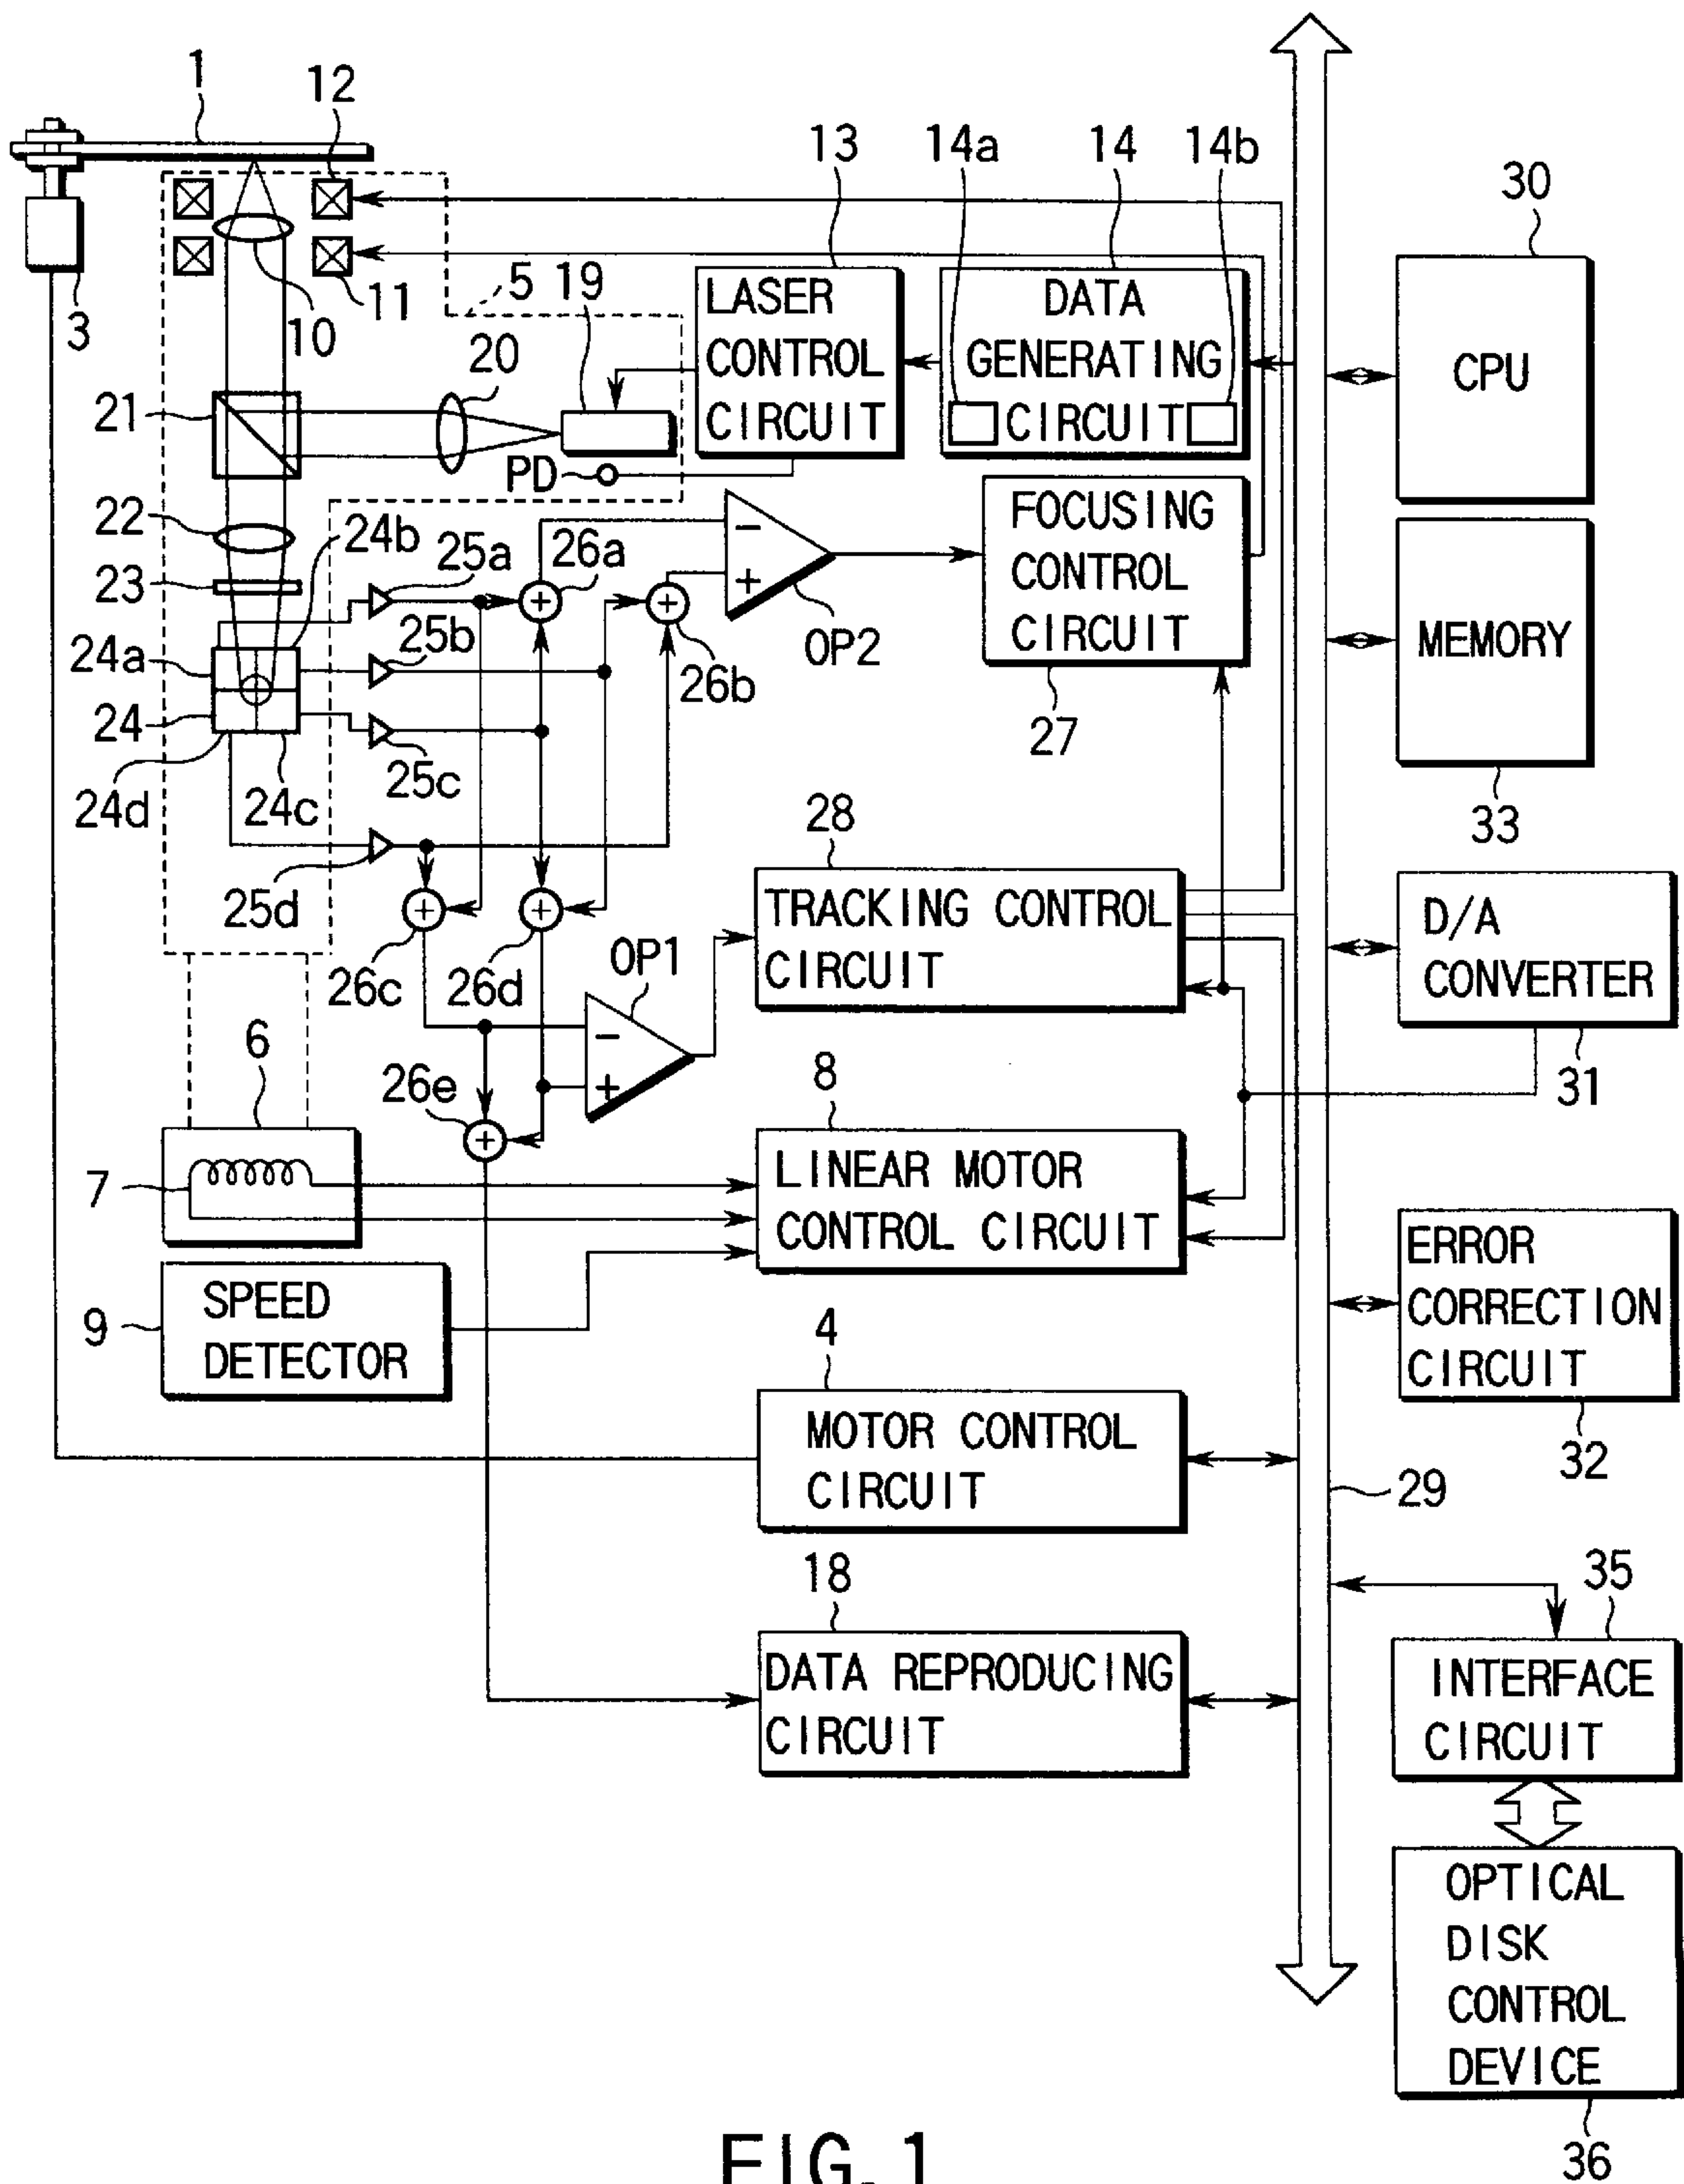 1
12
13
14a
14
14b
30
3
10
11
5
19
20
LASER
CONTROL
CIRCUIT
DATA
GENERATING
CIRCUIT
CPU
21
PD
22
23
24b
25a
26a
−
+
OP2
FOCUSING
CONTROL
CIRCUIT
27
MEMORY
33
24a
24
24d
24c
25b
25c
25d
26b
+
+
28
TRACKING CONTROL
CIRCUIT
D/A
CONVERTER
31
+
+
26c
26d
OP1
−
+
6
26e
+
7
8
LINEAR MOTOR
CONTROL CIRCUIT
ERROR
CORRECTION
CIRCUIT
32
9
SPEED
DETECTOR
4
MOTOR CONTROL
CIRCUIT
29
18
DATA REPRODUCING
CIRCUIT
35
INTERFACE
CIRCUIT
OPTICAL
DISK
CONTROL
DEVICE
36
FIG. 1